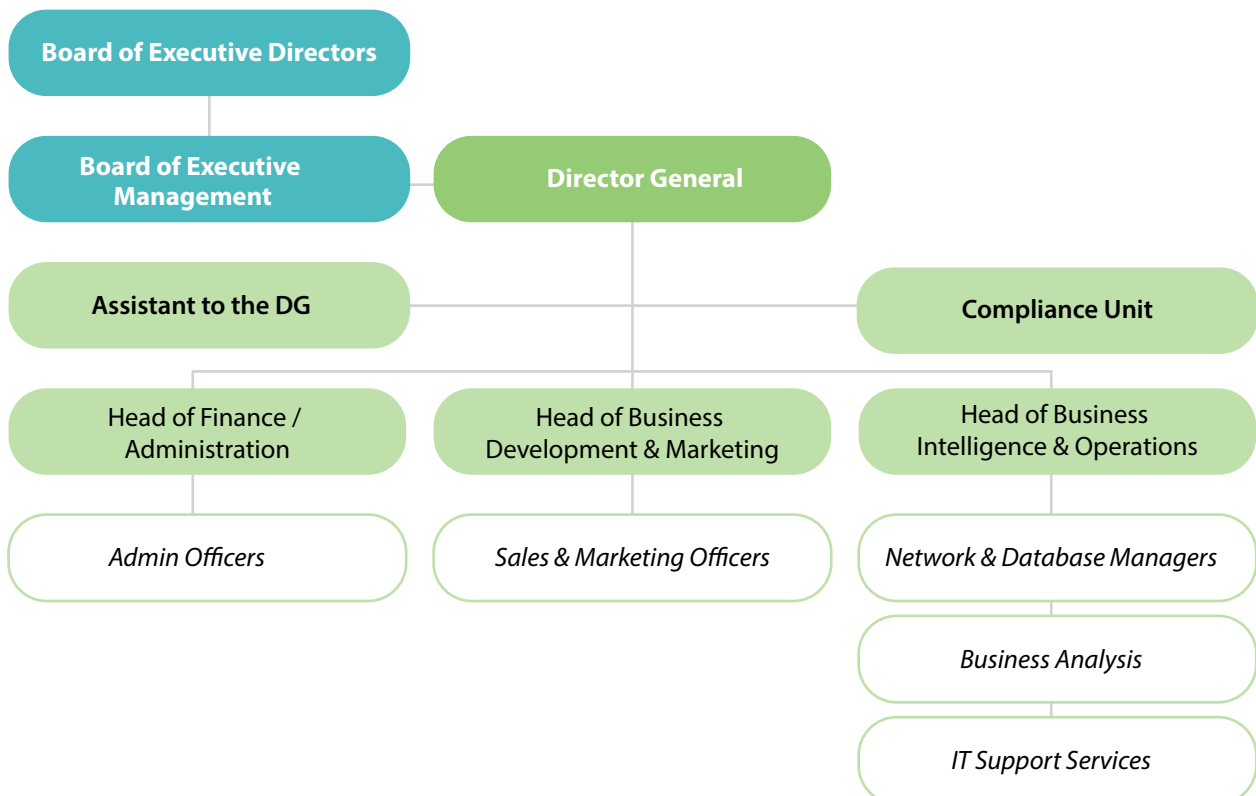 Board of Executive Directors
Board of Executive
Management
Director General
Assistant to the DG
Compliance Unit
Head of Finance /
Administration
Head of Business
Development & Marketing
Head of Business
Intelligence & Operations
Admin Officers
Sales & Marketing Officers
Network & Database Managers
Business Analysis
IT Support Services